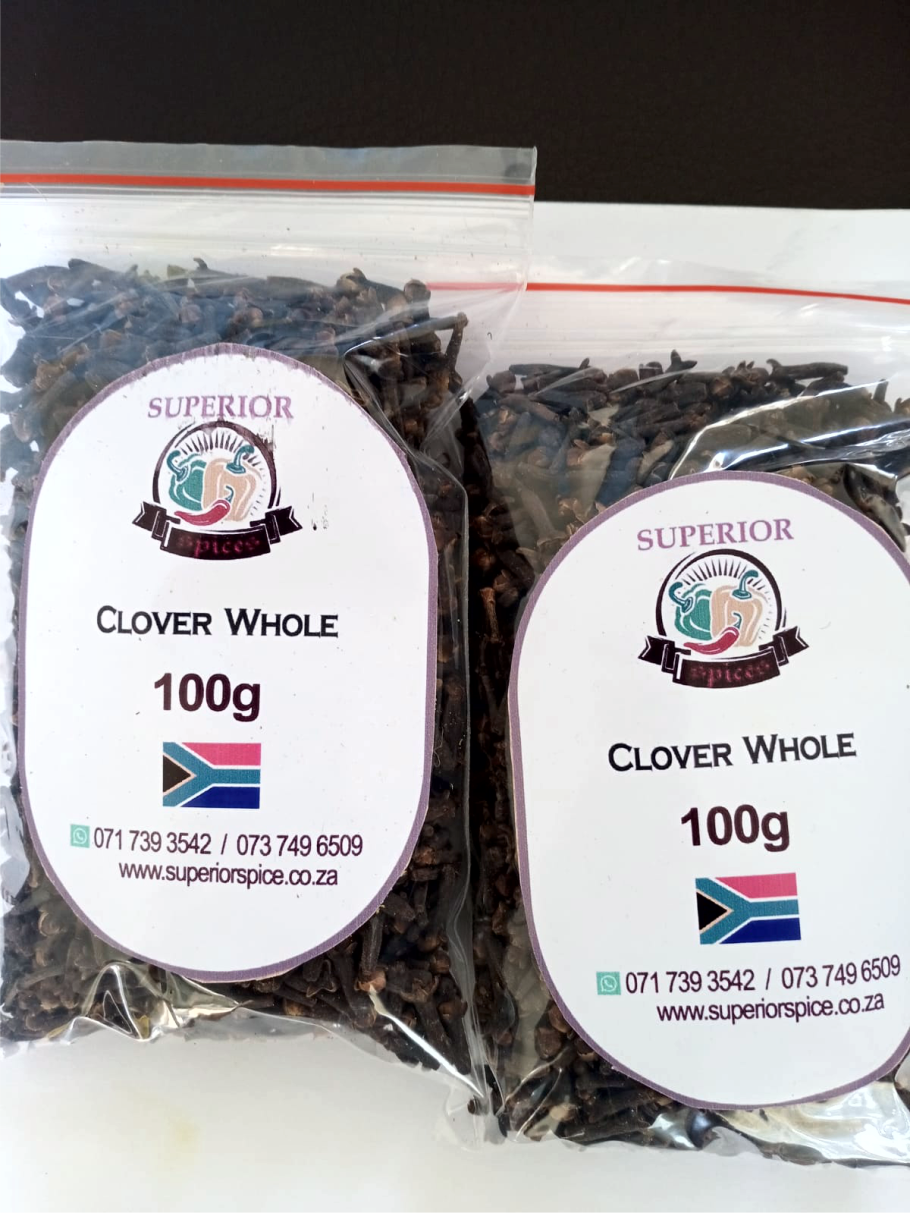 SUPERIOR
Spices
CLOVER WHOLE
100g
071 739 3542 / 073 749 6509
www.superiorspice.co.za
SUPERIOR
Spices
CLOVER WHOLE
100g
071 739 3542 / 073 749 6509
www.superiorspice.co.za